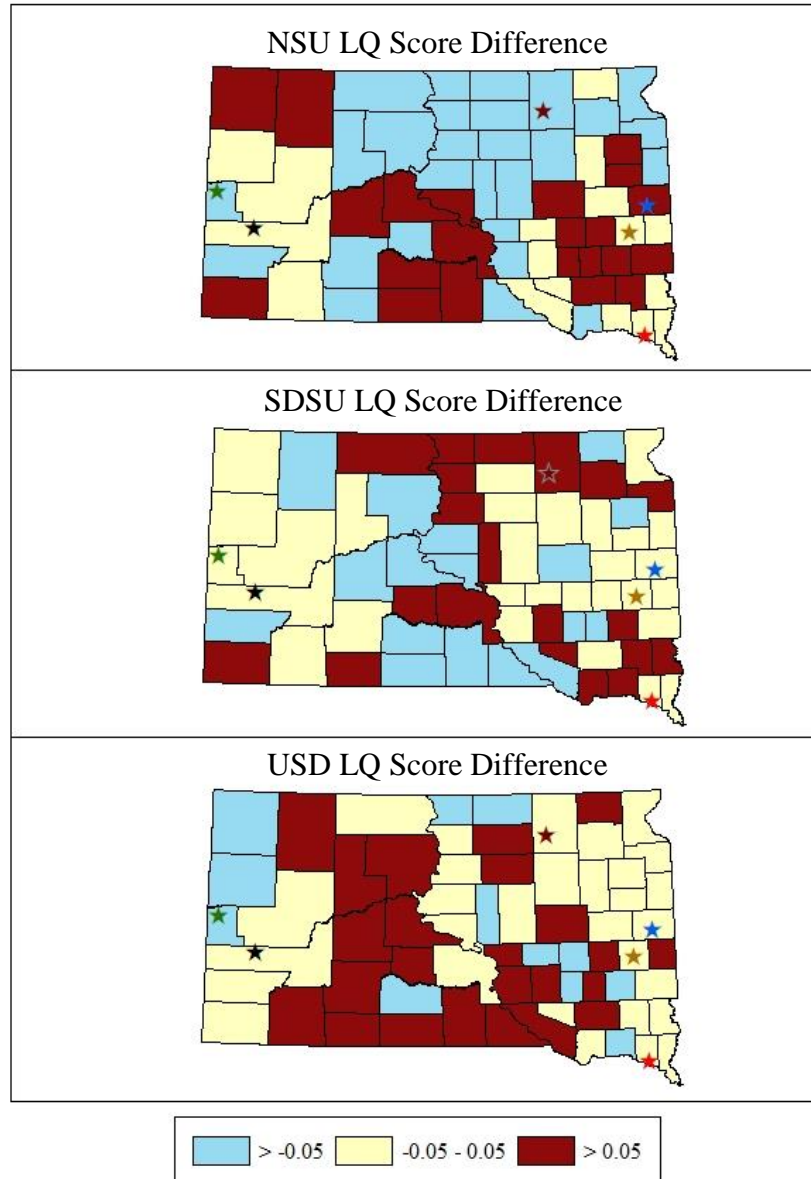 NSU LQ Score Difference
SDSU LQ Score Difference
USD LQ Score Difference
> -0.05 -0.05 - 0.05 > 0.05